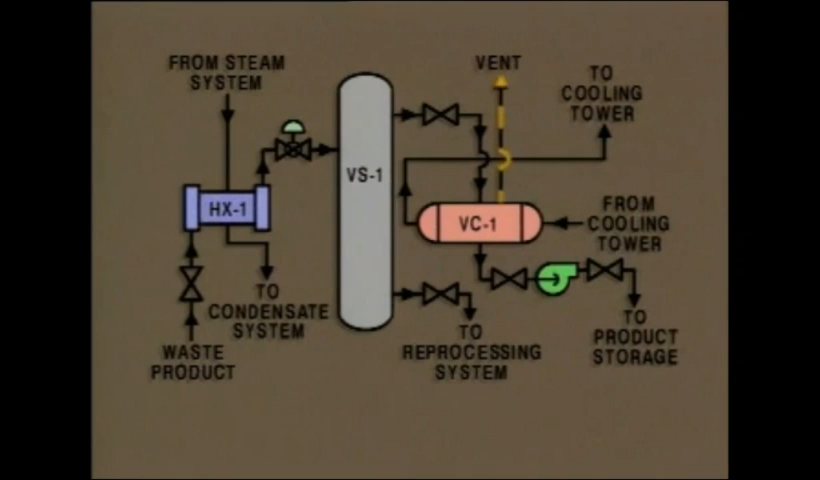 FROM STEAM
SYSTEM
VENT
TO
COOLING
TOWER
VS-1
HX-1
VC-1
FROM
COOLING
TOWER
TO
CONDENSATE
SYSTEM
WASTE
PRODUCT
TO
REPROCESSING
SYSTEM
TO
PRODUCT
STORAGE